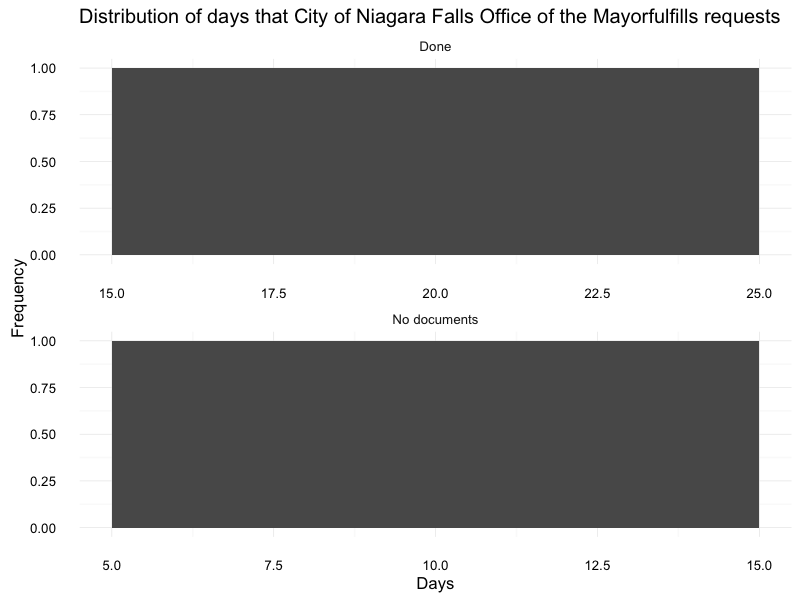 Distribution of days that City of Niagara Falls Office of the Mayorfulfills requests
Done
1.00
0.75
0.50
0.25
0.00
15.0 17.5 20.0 22.5 25.0
Frequency
No documents
1.00
0.75
0.50
0.25
0.00
5.0 7.5 10.0 12.5 15.0
Days